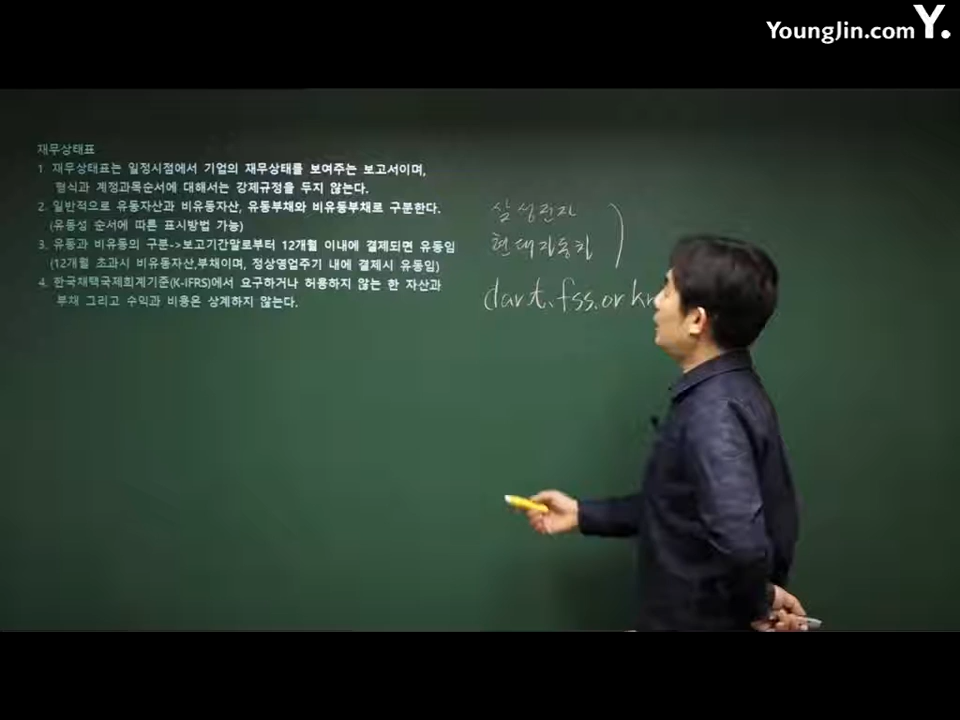 YoungJin.com Y.
재무상태표
1 재무상태표는 일정시점에서 기업의 재무상태를 보여주는 보고서이며,
형식과 계정과목순서에 대해서는 강제규정을 두지 않는다.
2. 일반적으로 유동자산과 비유동자산, 유동부채와 비유동부채로 구분한다.
(유동성 순서에 따른 표시방법 가능)
3. 유동과 비유동의 구분->보고기간말로부터 12개월 이내에 결제되면 유동임
(12개월 초과시 비유동자산,부채이며, 정상영업주기 내에 결제시 유동임)
4. 한국채택국제회계기준(K-IFRS)에서 요구하거나 허용하지 않는 한 자산과
부채 그리고 수익과 비용은 상계하지 않는다.
삼성전자
현대자동차
dart.fss.or kr